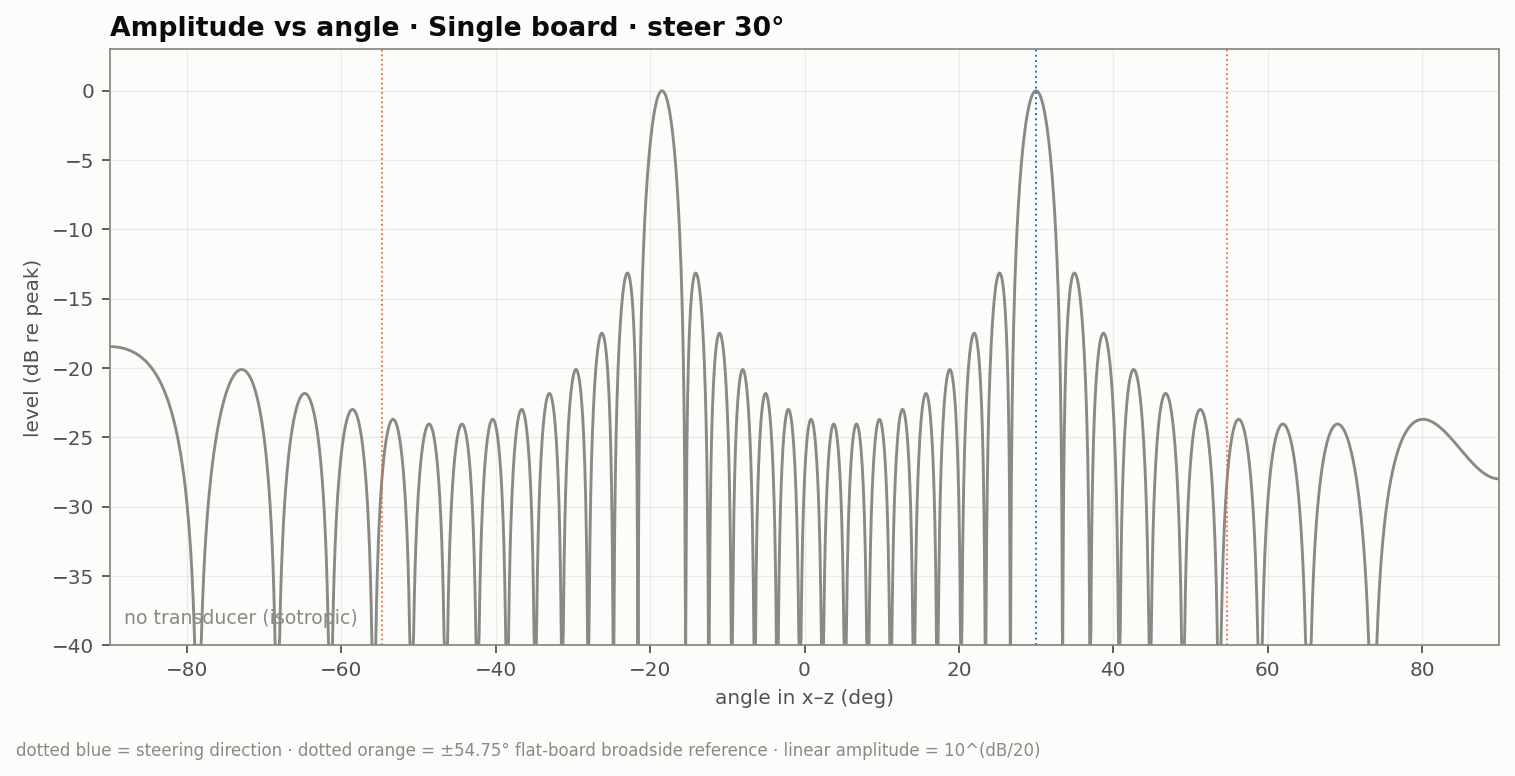 Amplitude vs angle · Single board · steer 30°
0
−5
−10
−15
−20
−25
−30
−35
−40
level (dB re peak)
no transducer (isotropic)
−80 −60 −40 −20 0 20 40 60 80
angle in x–z (deg)
dotted blue = steering direction · dotted orange = ±54.75° flat-board broadside reference · linear amplitude = 10^(dB/20)